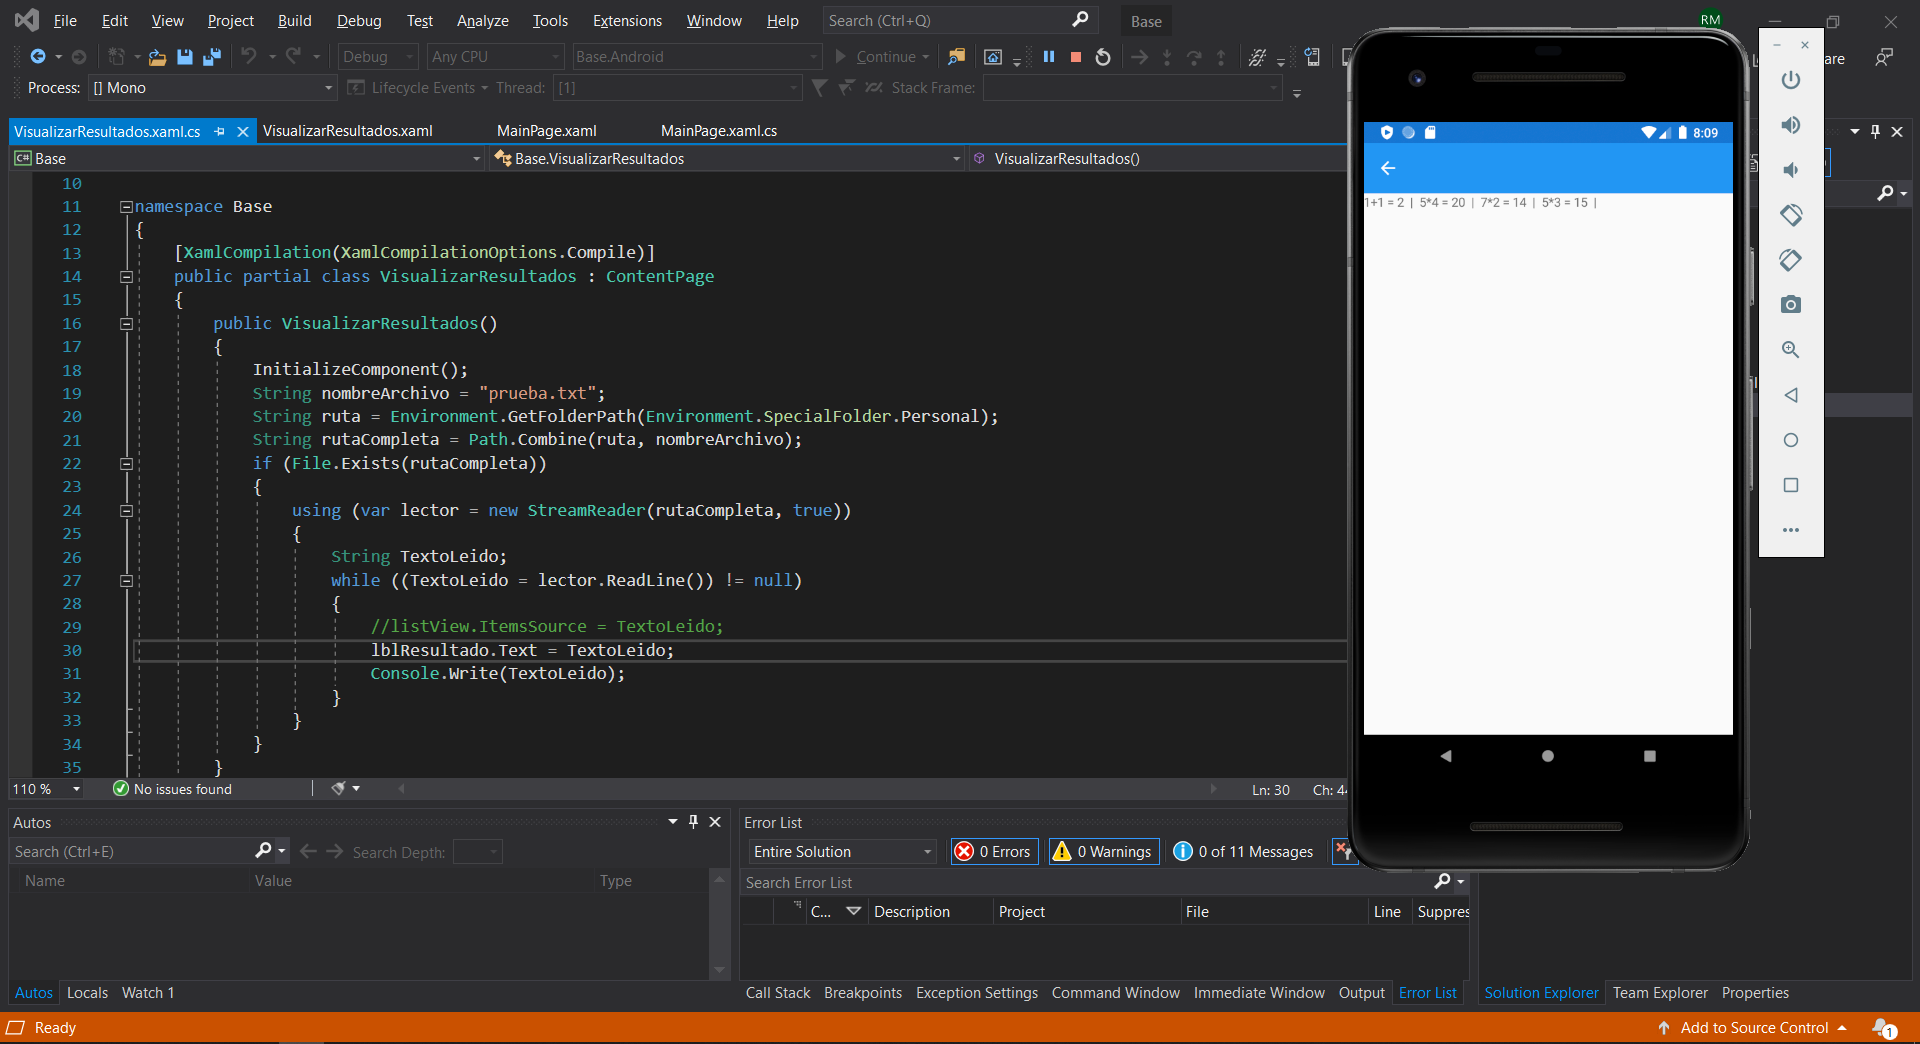 File Edit View Project Build Debug Test Analyze Tools Extensions Window Help Search (Ctrl+Q) Base RM
Debug Any CPU Base.Android Continue
Process: [] Mono Lifecycle Events Thread: [1] Stack Frame:
VisualizarResultados.xaml.cs VisualizarResultados.xaml MainPage.xaml MainPage.xaml.cs
C# Base Base.VisualizarResultados VisualizarResultados()
10
11 namespace Base
12 {
13 [XamlCompilation(XamlCompilationOptions.Compile)]
14 public partial class VisualizarResultados : ContentPage
15 {
16 public VisualizarResultados()
17 {
18 InitializeComponent();
19 String nombreArchivo = "prueba.txt";
20 String ruta = Environment.GetFolderPath(Environment.SpecialFolder.Personal);
21 String rutaCompleta = Path.Combine(ruta, nombreArchivo);
22 if (File.Exists(rutaCompleta))
23 {
24 using (var lector = new StreamReader(rutaCompleta, true))
25 {
26 String TextoLeido;
27 while ((TextoLeido = lector.ReadLine()) != null)
28 {
29 //listView.ItemsSource = TextoLeido;
30 lblResultado.Text = TextoLeido;
31 Console.Write(TextoLeido);
32 }
33 }
34 }
35 }
110 % No issues found Ln: 30 Ch: 44
8:09
1+1 = 2 | 5*4 = 20 | 7*2 = 14 | 5*3 = 15 |
Autos
Search (Ctrl+E) Search Depth:
Name Value Type
Autos Locals Watch 1
Error List
Entire Solution 0 Errors 0 Warnings 0 of 11 Messages
Search Error List
C... Description Project File Line Suppres
Call Stack Breakpoints Exception Settings Command Window Immediate Window Output Error List
Solution Explorer Team Explorer Properties
Ready Add to Source Control 1